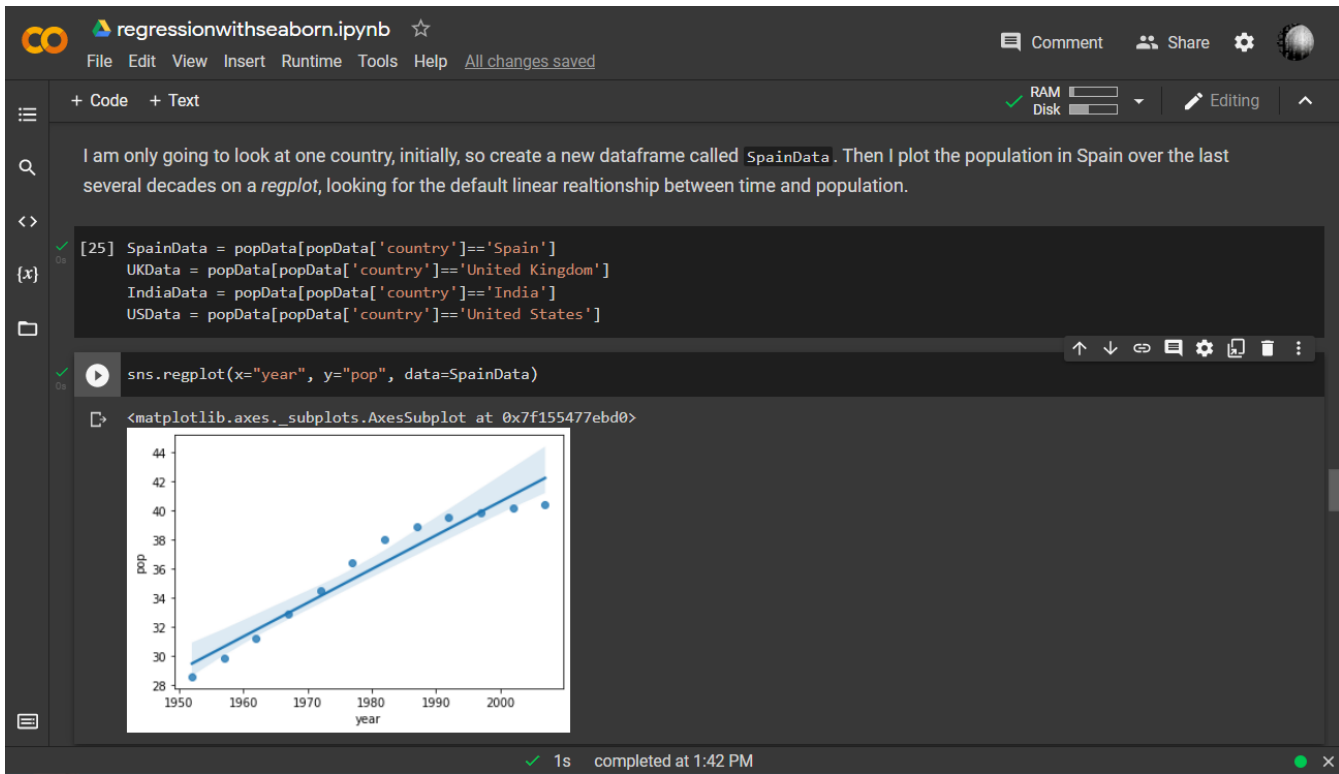 regressionwithseaborn.ipynb
Comment Share
File Edit View Insert Runtime Tools Help All changes saved
+ Code + Text
RAM
Disk
Editing
I am only going to look at one country, initially, so create a new dataframe called SpainData. Then I plot the population in Spain over the last
several decades on a regplot, looking for the default linear realtionship between time and population.
0s
[25] SpainData = popData[popData['country']=='Spain']
UKData = popData[popData['country']=='United Kingdom']
{x}
IndiaData = popData[popData['country']=='India']
USData = popData[popData['country']=='United States']
0s
sns.regplot(x="year", y="pop", data=SpainData)
<matplotlib.axes._subplots.AxesSubplot at 0x7f155477ebd0>
44
42
40
38
36
34
32
30
28
pop
1950 1960 1970 1980 1990 2000
year
1s completed at 1:42 PM